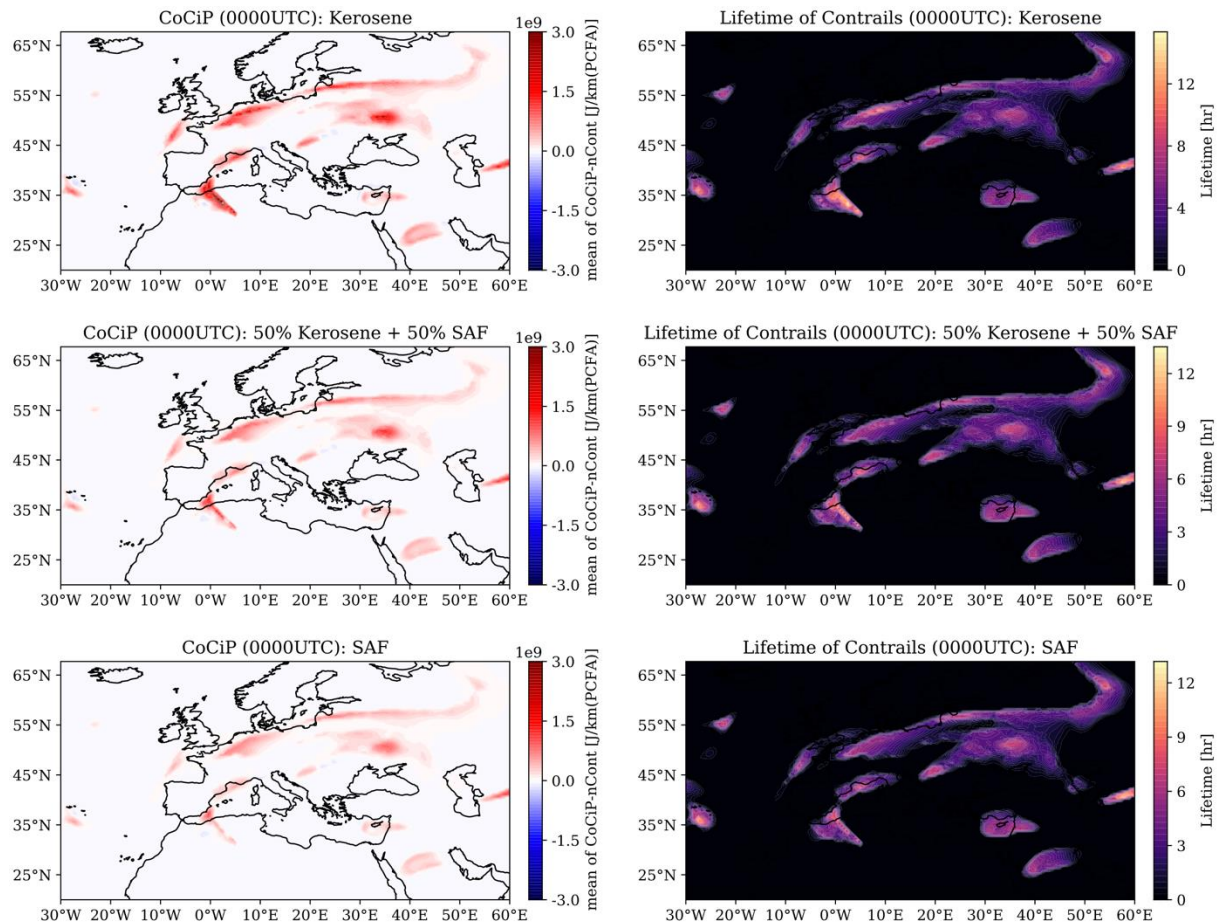 CoCiP (0000UTC): Kerosene
1e9
65°N
55°N
45°N
35°N
25°N
30°W 20°W 10°W 0°W 10°E 20°E 30°E 40°E 50°E 60°E
3.0
1.5
0.0
-1.5
-3.0
mean of CoCiP-nCont [J/km(PCFA)]
Lifetime of Contrails (0000UTC): Kerosene
65°N
55°N
45°N
35°N
25°N
30°W 20°W 10°W 0°W 10°E 20°E 30°E 40°E 50°E 60°E
12
8
4
0
Lifetime [hr]
CoCiP (0000UTC): 50% Kerosene + 50% SAF
1e9
65°N
55°N
45°N
35°N
25°N
30°W 20°W 10°W 0°W 10°E 20°E 30°E 40°E 50°E 60°E
3.0
1.5
0.0
-1.5
-3.0
mean of CoCiP-nCont [J/km(PCFA)]
Lifetime of Contrails (0000UTC): 50% Kerosene + 50% SAF
65°N
55°N
45°N
35°N
25°N
30°W 20°W 10°W 0°W 10°E 20°E 30°E 40°E 50°E 60°E
12
9
6
3
0
Lifetime [hr]
CoCiP (0000UTC): SAF
1e9
65°N
55°N
45°N
35°N
25°N
30°W 20°W 10°W 0°W 10°E 20°E 30°E 40°E 50°E 60°E
3.0
1.5
0.0
-1.5
-3.0
mean of CoCiP-nCont [J/km(PCFA)]
Lifetime of Contrails (0000UTC): SAF
65°N
55°N
45°N
35°N
25°N
30°W 20°W 10°W 0°W 10°E 20°E 30°E 40°E 50°E 60°E
12
9
6
3
0
Lifetime [hr]